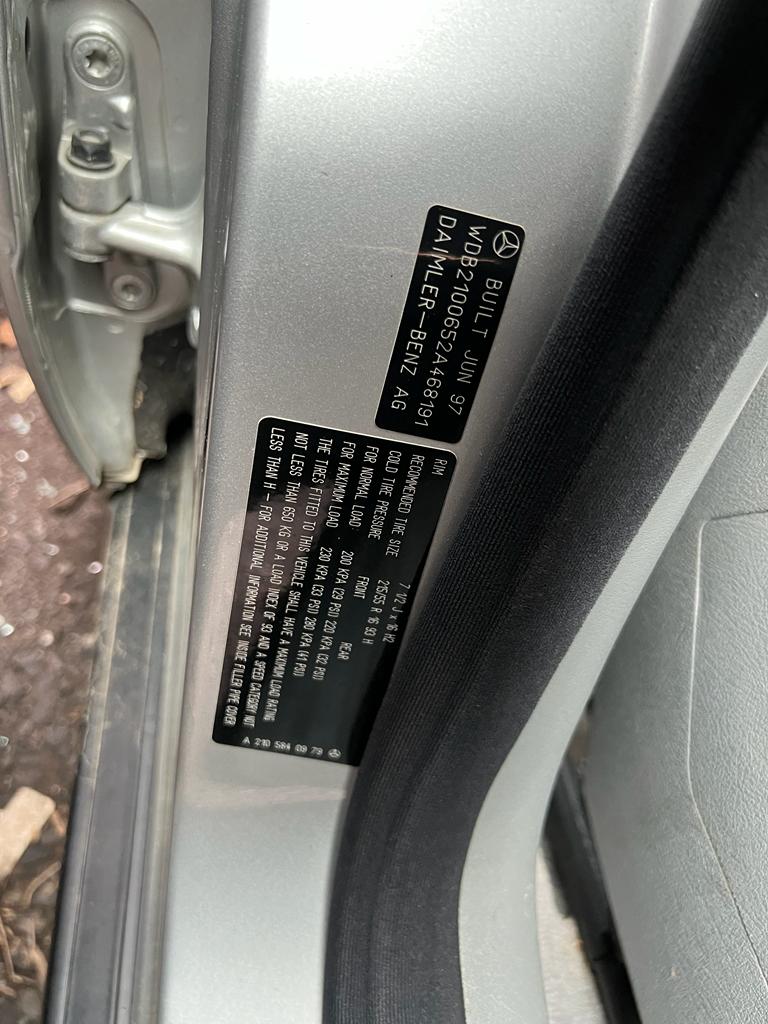 BUILT JUN 97
WDB2100652A468191
DAIMLER-BENZ AG
RIM 7 1/2 J x 16 H2
RECOMMENDED TIRE SIZE 215/55 R 16 93 H
COLD TIRE PRESSURE FRONT REAR
FOR NORMAL LOAD 200 KPA (29 PSI) 220 KPA (32 PSI)
FOR MAXIMUM LOAD 230 KPA (33 PSI) 280 KPA (41 PSI)
THE TIRES FITTED TO THIS VEHICLE SHALL HAVE A MAXIMUM LOAD RATING
NOT LESS THAN 650 KG OR A LOAD INDEX OF 93 AND A SPEED CATEGORY NOT
LESS THAN H - FOR ADDITIONAL INFORMATION SEE INSIDE FILLER PIPE COVER
A 210 584 09 79